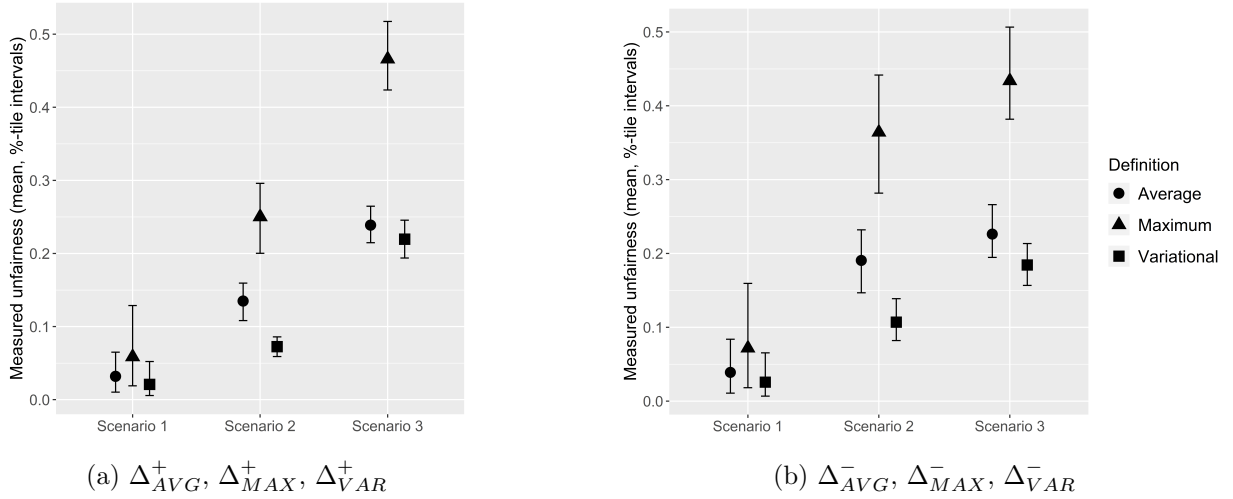 Measured unfairness (mean, %-tile intervals)
0.5
0.4
0.3
0.2
0.1
0.0
Scenario 1 Scenario 2 Scenario 3
(a) Δ⁺_{AVG}, Δ⁺_{MAX}, Δ⁺_{VAR}
Measured unfairness (mean, %-tile intervals)
0.5
0.4
0.3
0.2
0.1
0.0
Scenario 1 Scenario 2 Scenario 3
(b) Δ⁻_{AVG}, Δ⁻_{MAX}, Δ⁻_{VAR}
Definition
Average
Maximum
Variational